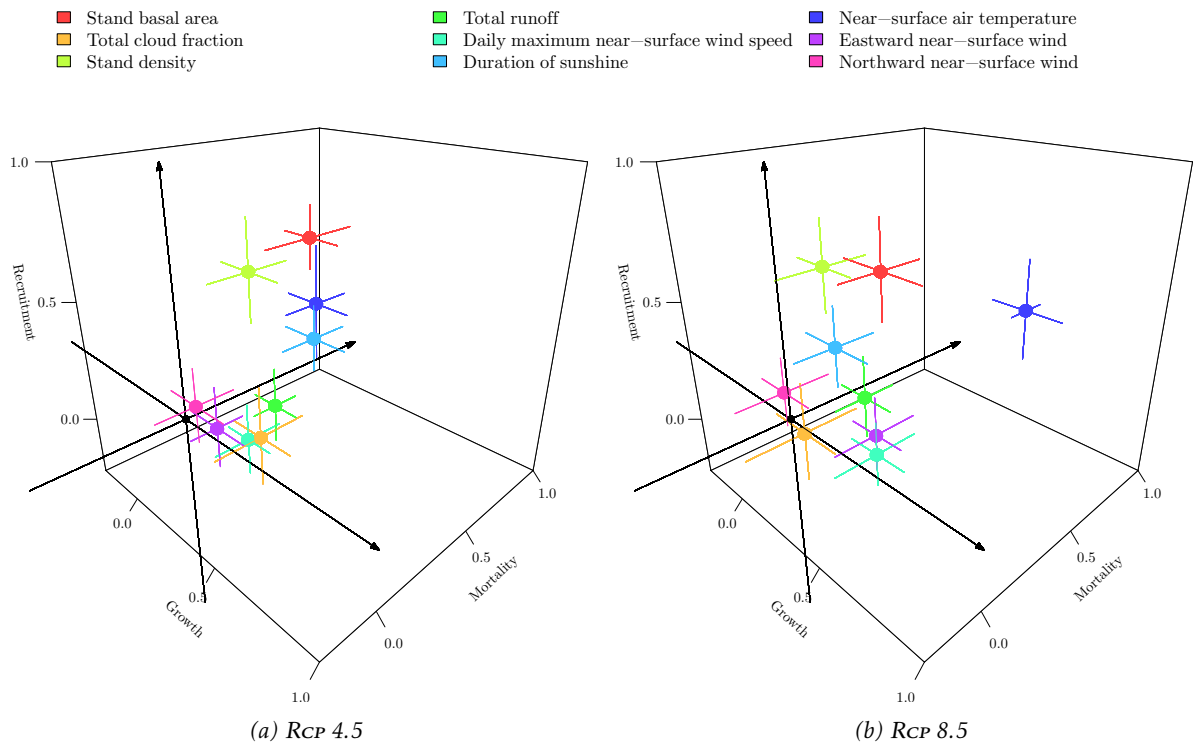 Stand basal area
Total cloud fraction
Stand density
Total runoff
Daily maximum near−surface wind speed
Duration of sunshine
Near−surface air temperature
Eastward near−surface wind
Northward near−surface wind
1.0
0.5
0.0
Recruitment
0.0
0.5
1.0
Growth
0.0
0.5
1.0
Mortality
(a) RCP 4.5
1.0
0.5
0.0
Recruitment
0.0
0.5
1.0
Growth
0.0
0.5
1.0
Mortality
(b) RCP 8.5